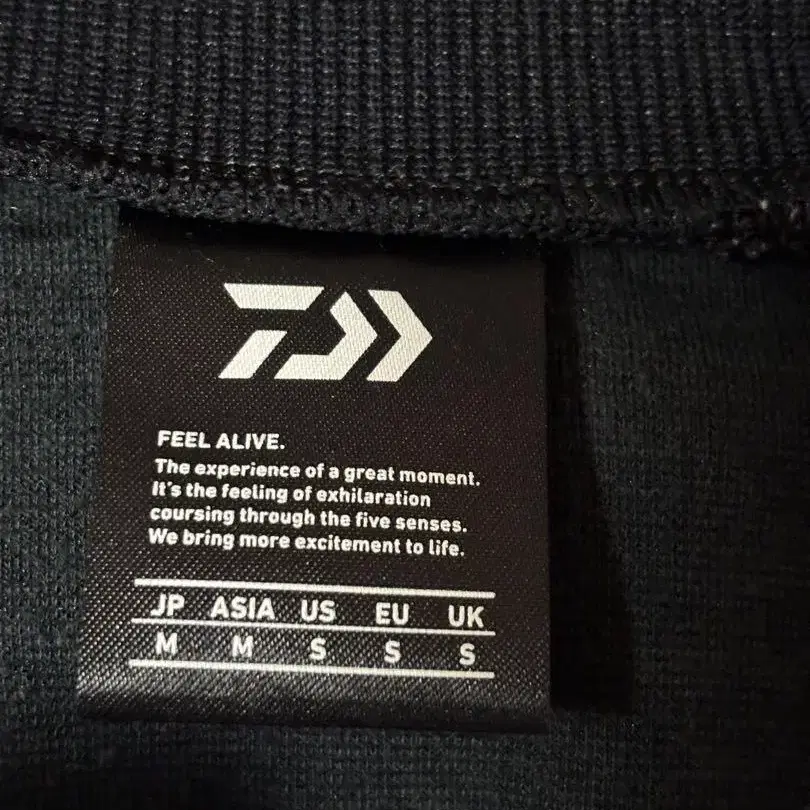 FEEL ALIVE.
The experience of a great moment.
It's the feeling of exhilaration
coursing through the five senses.
We bring more excitement to life.
JP ASIA US EU UK
M M S S S